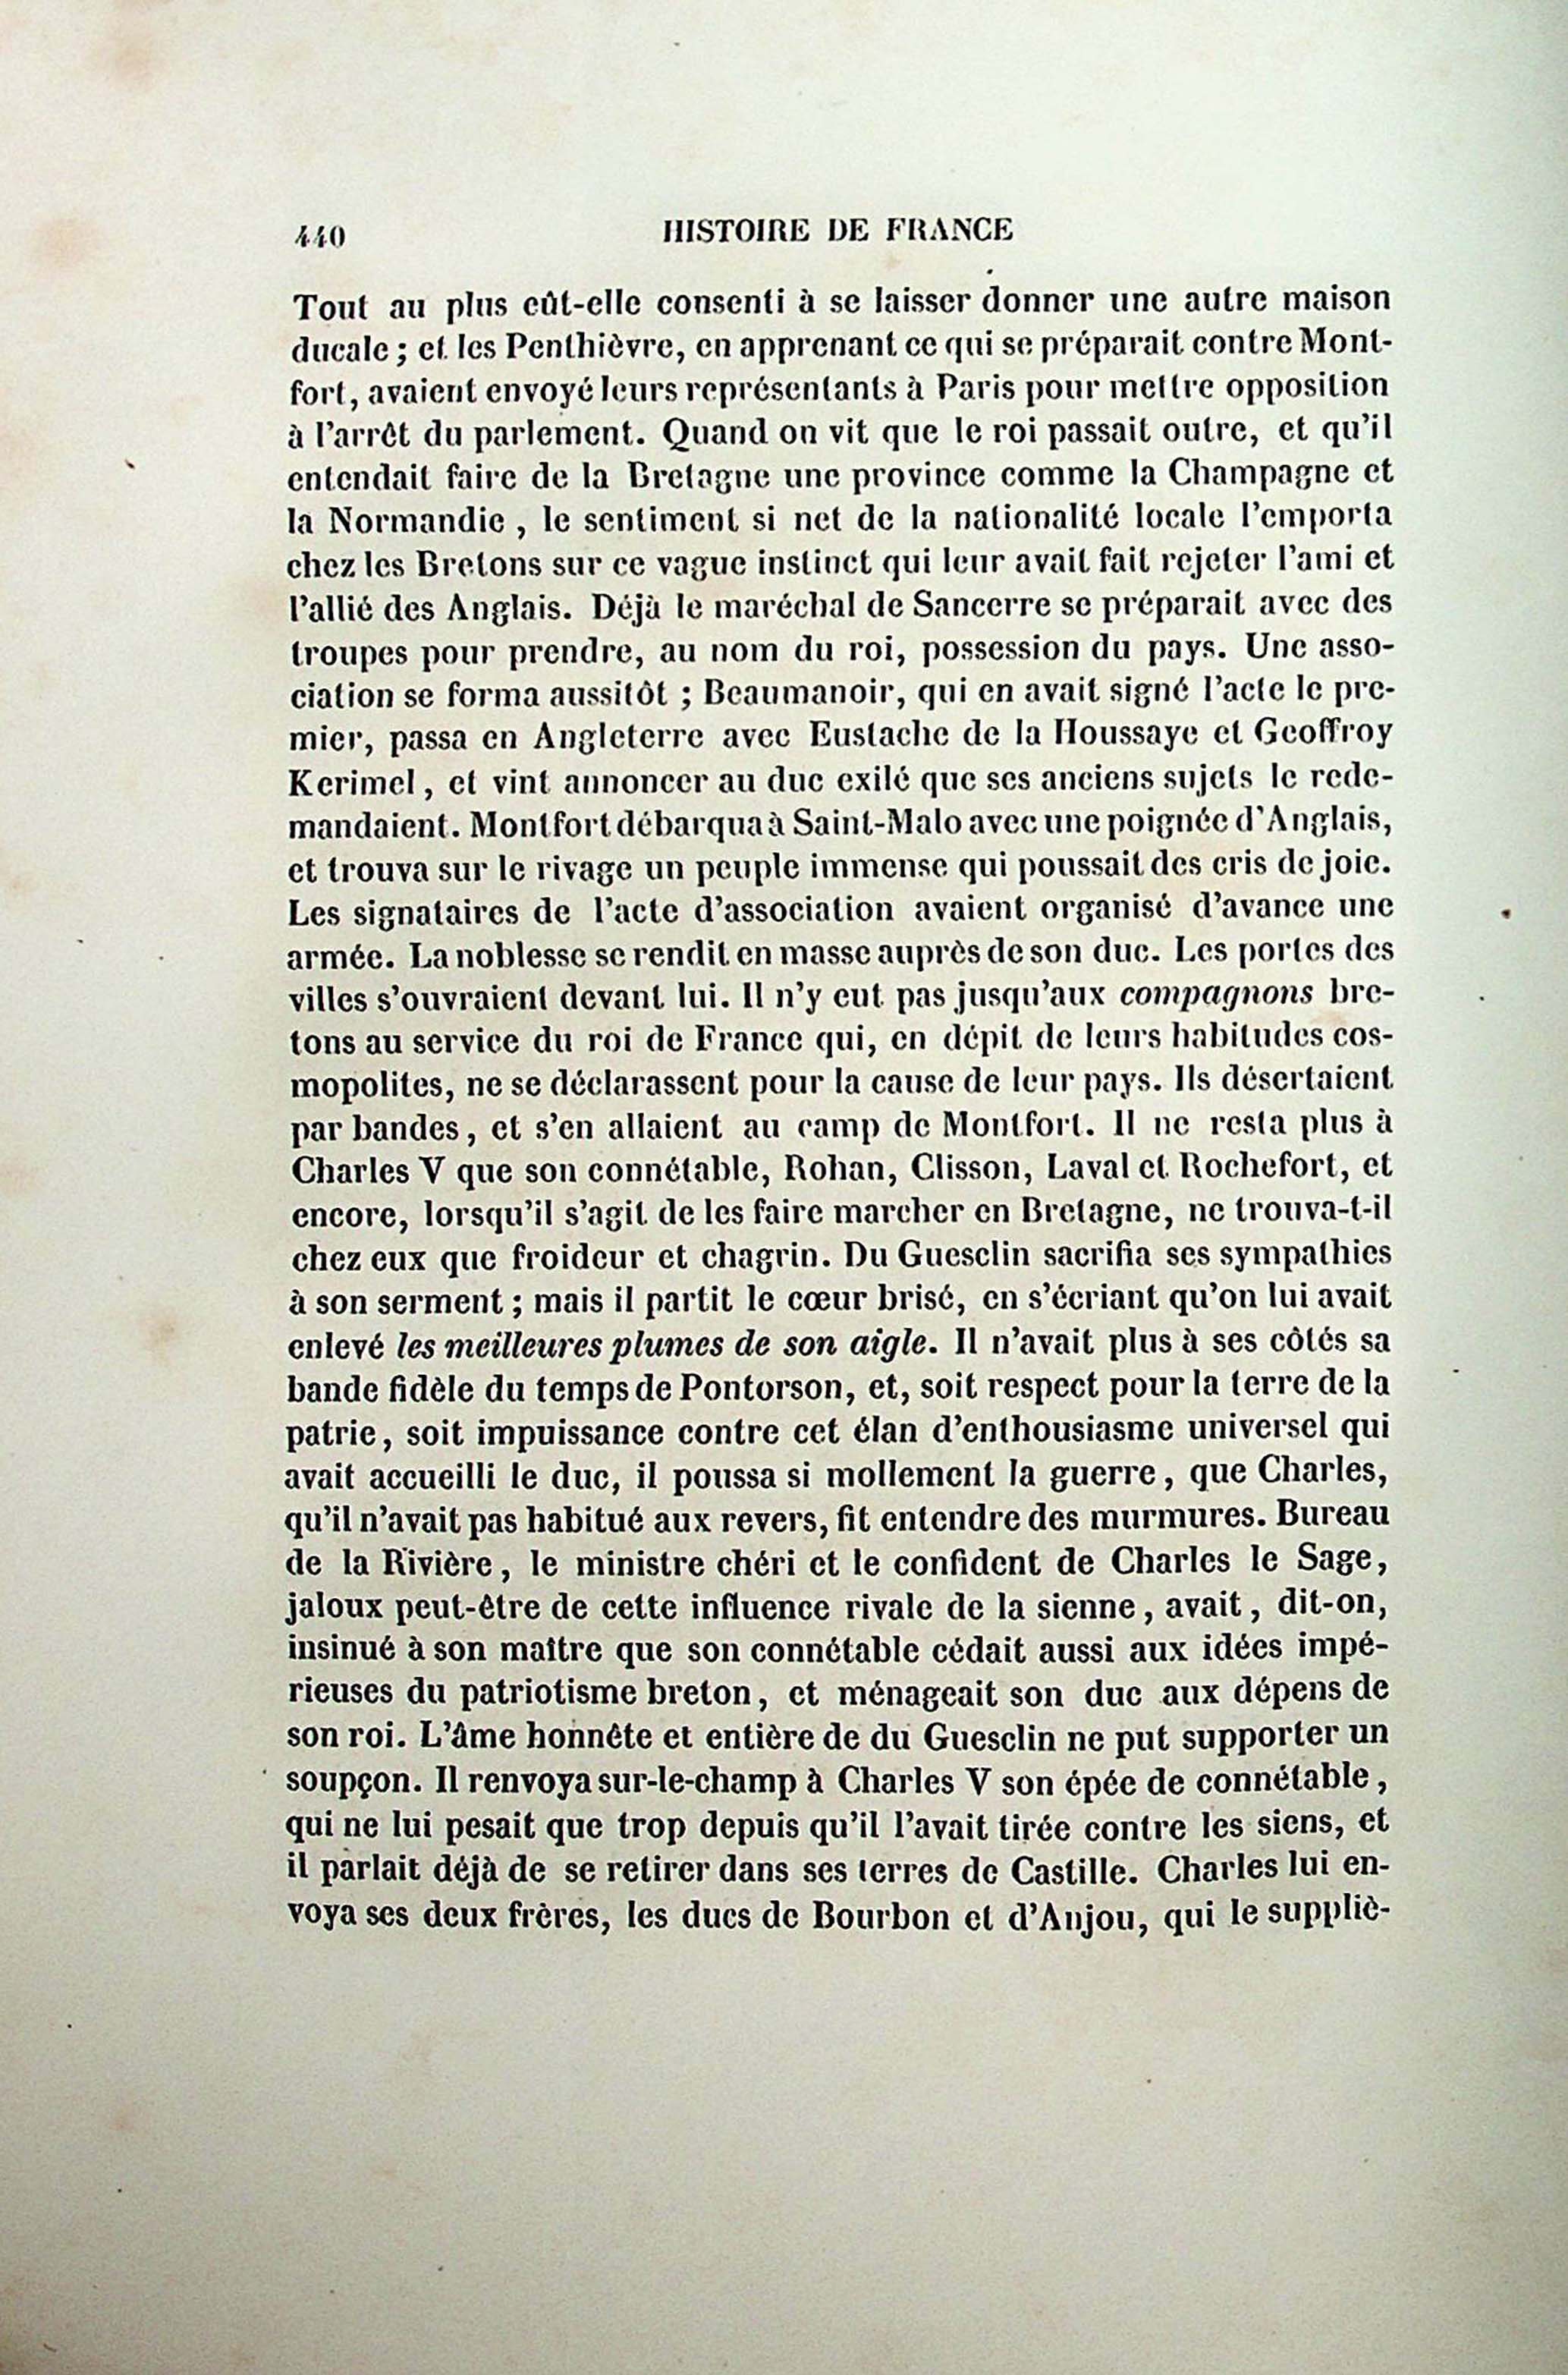 440 HISTOIRE DE FRANCE
Tout au plus eût-elle consenti à se laisser donner une autre maison
ducale ; et les Penthièvre, en apprenant ce qui se préparait contre Mont-
fort, avaient envoyé leurs représentants à Paris pour mettre opposition
à l'arrêt du parlement. Quand on vit que le roi passait outre, et qu'il
entendait faire de la Bretagne une province comme la Champagne et
la Normandie , le sentiment si net de la nationalité locale l'emporta
chez les Bretons sur ce vague instinct qui leur avait fait rejeter l'ami et
l'allié des Anglais. Déjà le maréchal de Sancerre se préparait avec des
troupes pour prendre, au nom du roi, possession du pays. Une asso-
ciation se forma aussitôt ; Beaumanoir, qui en avait signé l'acte le pre-
mier, passa en Angleterre avec Eustache de la Houssaye et Geoffroy
Kerimel, et vint annoncer au duc exilé que ses anciens sujets le rede-
mandaient. Montfort débarqua à Saint-Malo avec une poignée d'Anglais,
et trouva sur le rivage un peuple immense qui poussait des cris de joie.
Les signataires de l'acte d'association avaient organisé d'avance une
armée. La noblesse se rendit en masse auprès de son duc. Les portes des
villes s'ouvraient devant lui. Il n'y eut pas jusqu'aux compagnons bre-
tons au service du roi de France qui, en dépit de leurs habitudes cos-
mopolites, ne se déclarassent pour la cause de leur pays. Ils désertaient
par bandes, et s'en allaient au camp de Montfort. Il ne resta plus à
Charles V que son connétable, Rohan, Clisson, Laval et Rochefort, et
encore, lorsqu'il s'agit de les faire marcher en Bretagne, ne trouva-t-il
chez eux que froideur et chagrin. Du Guesclin sacrifia ses sympathies
à son serment ; mais il partit le cœur brisé, en s'écriant qu'on lui avait
enlevé les meilleures plumes de son aigle. Il n'avait plus à ses côtés sa
bande fidèle du temps de Pontorson, et, soit respect pour la terre de la
patrie, soit impuissance contre cet élan d'enthousiasme universel qui
avait accueilli le duc, il poussa si mollement la guerre, que Charles,
qu'il n'avait pas habitué aux revers, fit entendre des murmures. Bureau
de la Rivière, le ministre chéri et le confident de Charles le Sage,
jaloux peut-être de cette influence rivale de la sienne, avait, dit-on,
insinué à son maître que son connétable cédait aussi aux idées impé-
rieuses du patriotisme breton, et ménageait son duc aux dépens de
son roi. L'âme honnête et entière de du Guesclin ne put supporter un
soupçon. Il renvoya sur-le-champ à Charles V son épée de connétable,
qui ne lui pesait que trop depuis qu'il l'avait tirée contre les siens, et
il parlait déjà de se retirer dans ses terres de Castille. Charles lui en-
voya ses deux frères, les ducs de Bourbon et d'Anjou, qui le suppliè-